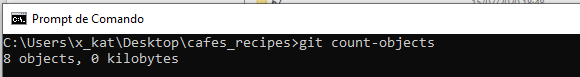 Prompt de Comando
C:\Users\x_kat\Desktop\cafes_recipes>git count-objects
8 objects, 0 kilobytes